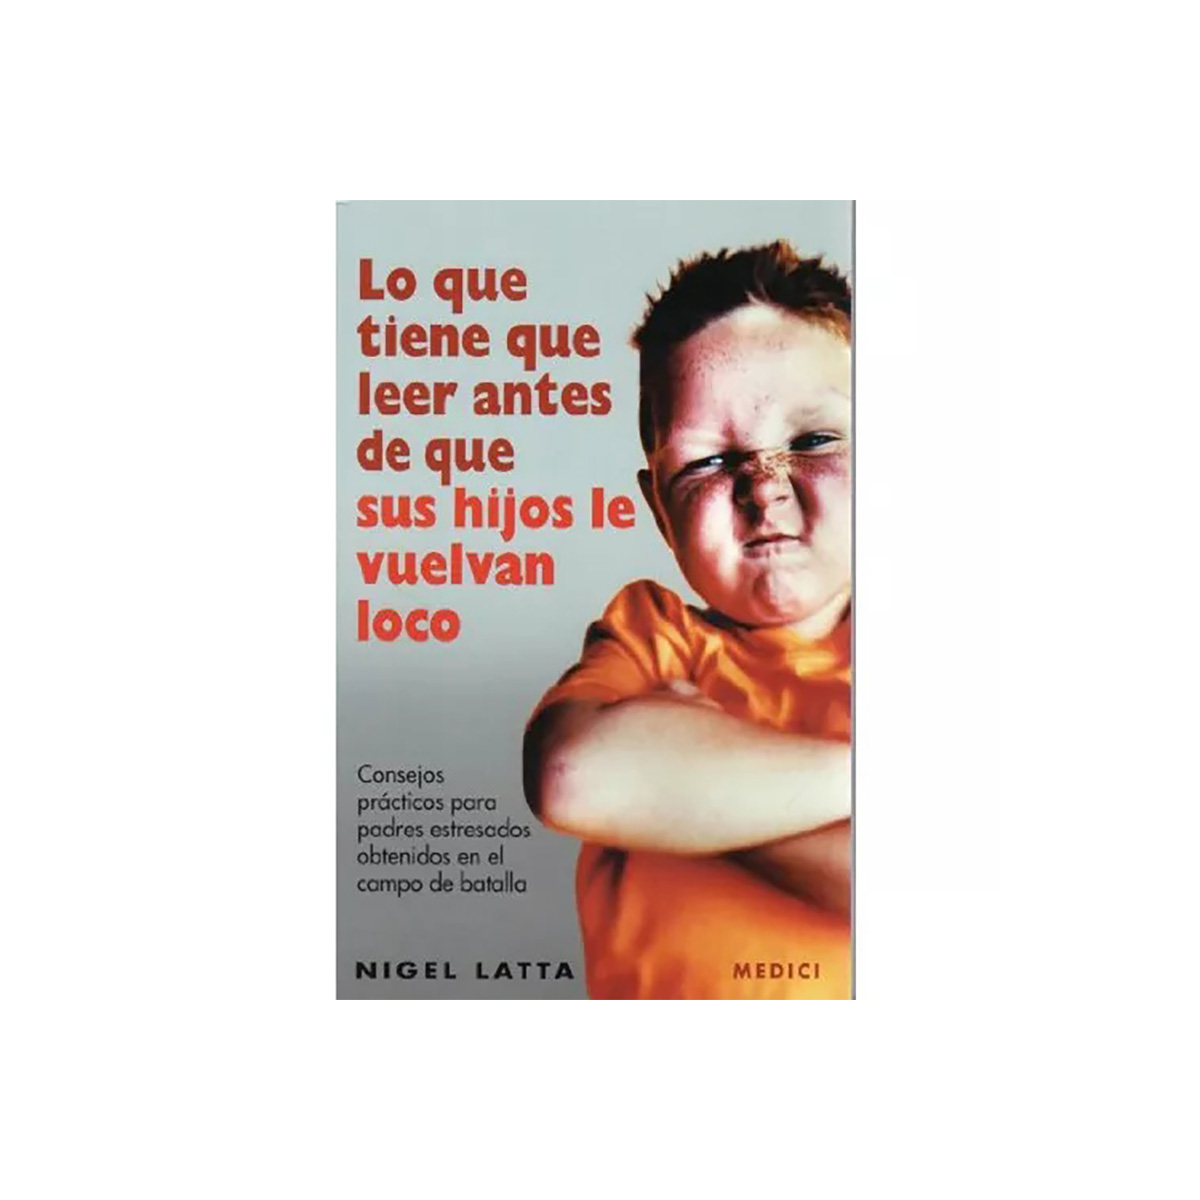 Lo que
tiene que
leer antes
de que
sus hijos le
vuelvan
loco
Consejos
prácticos para
padres estresados
obtenidos en el
campo de batalla
NIGEL LATTA
MEDICI